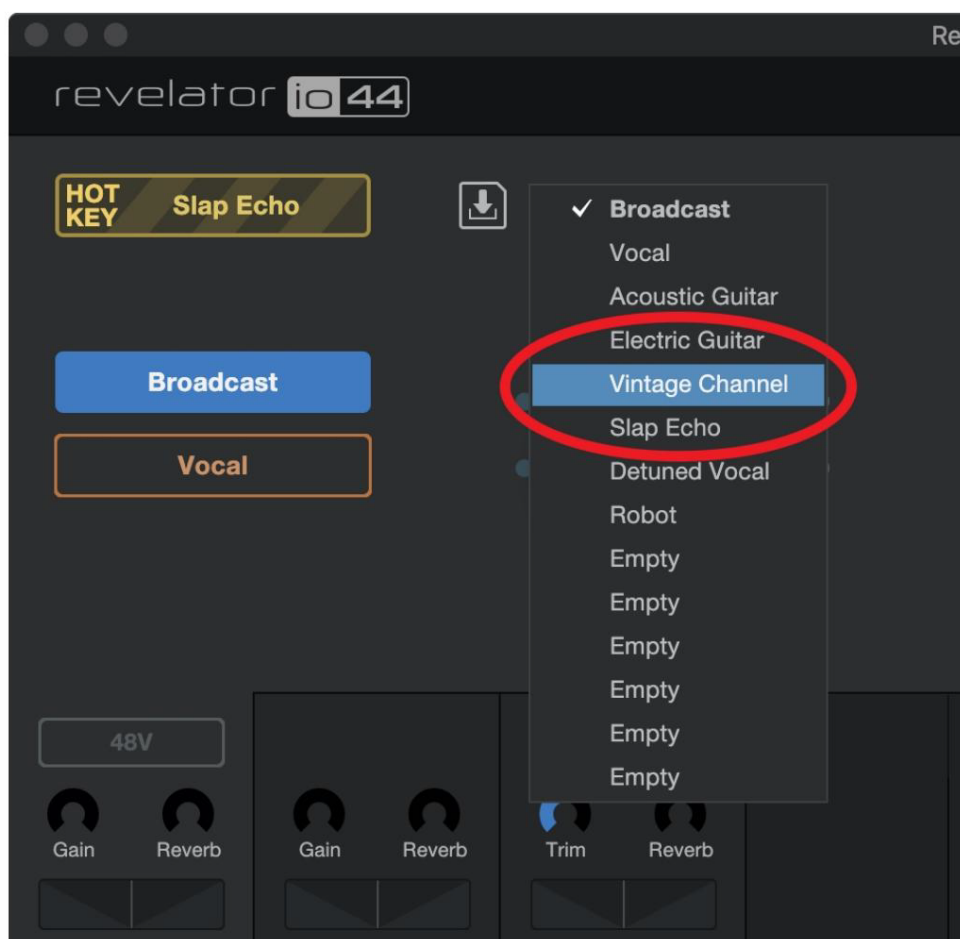 Re
revelator io 44
HOT KEY Slap Echo
Broadcast
Vocal
✓ Broadcast
Vocal
Acoustic Guitar
Electric Guitar
Vintage Channel
Slap Echo
Detuned Vocal
Robot
Empty
Empty
Empty
Empty
Empty
Empty
48V
Gain Reverb Gain Reverb Trim Reverb